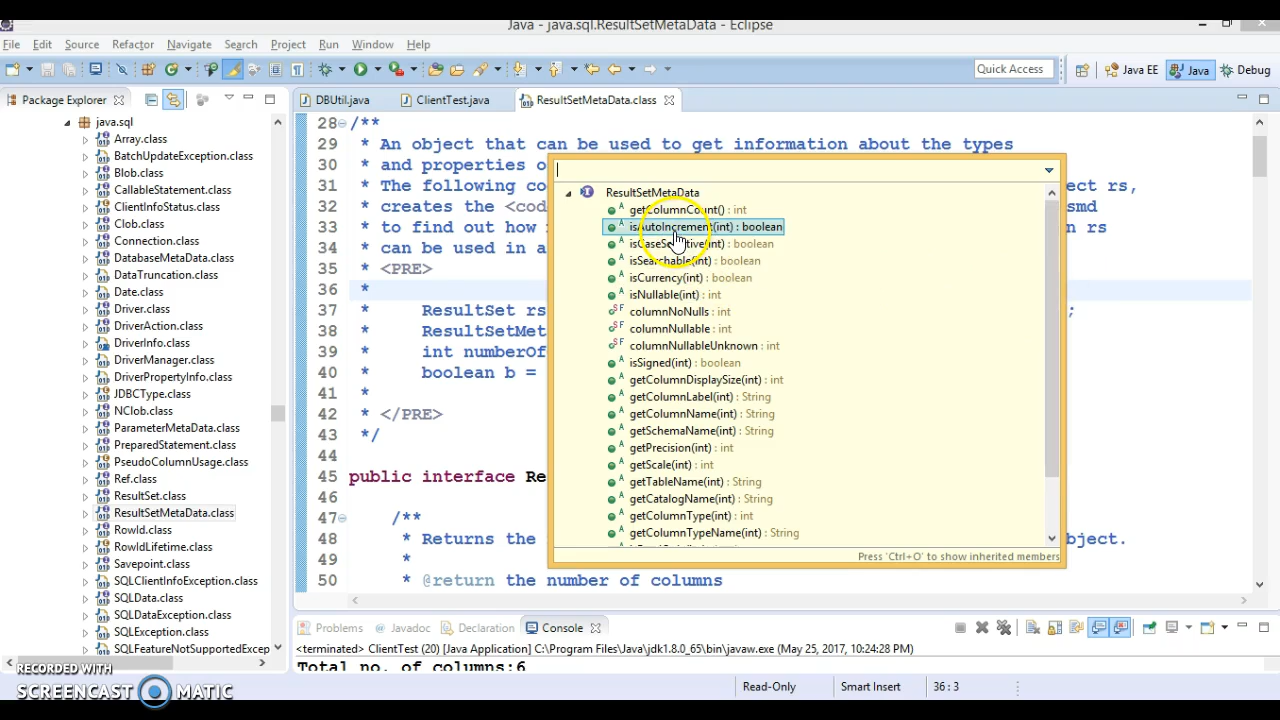 Java - java.sql.ResultSetMetaData - Eclipse
File Edit Source Refactor Navigate Search Project Run Window Help
Quick Access Java EE Java Debug
Package Explorer DBUtil.java ClientTest.java ResultSetMetaData.class
java.sql
Array.class
BatchUpdateException.class
Blob.class
CallableStatement.class
ClientInfoStatus.class
Clob.class
Connection.class
DatabaseMetaData.class
DataTruncation.class
Date.class
Driver.class
DriverAction.class
DriverInfo.class
DriverManager.class
DriverPropertyInfo.class
JDBCType.class
NClob.class
ParameterMetaData.class
PreparedStatement.class
PseudoColumnUsage.class
Ref.class
ResultSet.class
ResultSetMetaData.class
RowId.class
RowIdLifetime.class
Savepoint.class
SQLClientInfoException.class
SQLData.class
SQLDataException.class
SQLException.class
SQLFeatureNotSupportedExcep
28 /**
29 * An object that can be used to get information about the types
30 * and properties o
31 * The following co ect rs,
32 * creates the <cod smd
33 * to find out how n rs
34 * can be used in a
35 * <PRE>
36 *
37 * ResultSet rs ;
38 * ResultSetMet
39 * int numberOf
40 * boolean b =
41 *
42 * </PRE>
43 */
44
45 public interface Re
46
47 /**
48 * Returns the bject.
49 *
50 * @return the number of columns
ResultSetMetaData
getColumnCount() : int
isAutoIncrement(int) : boolean
isCaseSensitive(int) : boolean
isSearchable(int) : boolean
isCurrency(int) : boolean
isNullable(int) : int
columnNoNulls : int
columnNullable : int
columnNullableUnknown : int
isSigned(int) : boolean
getColumnDisplaySize(int) : int
getColumnLabel(int) : String
getColumnName(int) : String
getSchemaName(int) : String
getPrecision(int) : int
getScale(int) : int
getTableName(int) : String
getCatalogName(int) : String
getColumnType(int) : int
getColumnTypeName(int) : String
Press 'Ctrl+O' to show inherited members
Problems Javadoc Declaration Console
<terminated> ClientTest (20) [Java Application] C:\Program Files\Java\jdk1.8.0_65\bin\javaw.exe (May 25, 2017, 10:24:28 PM)
Total no. of columns:6
Read-Only Smart Insert 36 : 3
RECORDED WITH
SCREENCAST MATIC